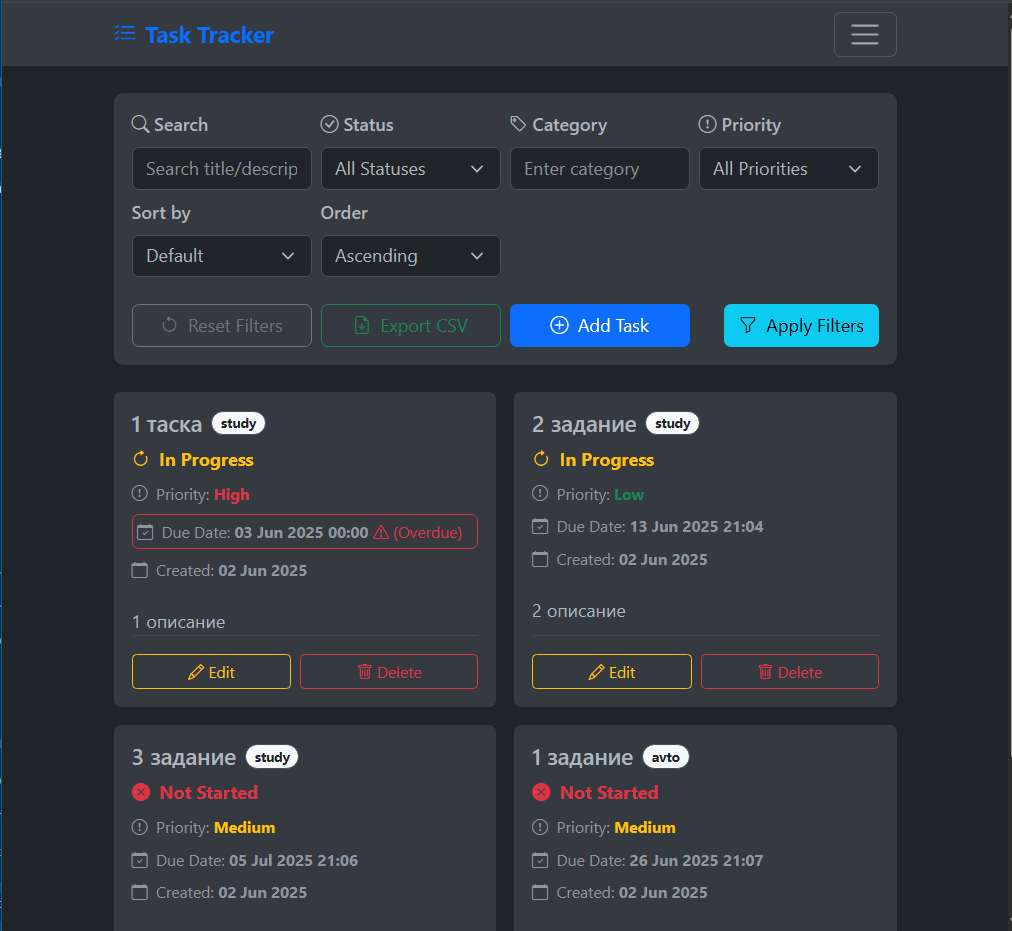 Task Tracker
Search Status Category Priority
Search title/descrip All Statuses Enter category All Priorities
Sort by Order
Default Ascending
Reset Filters Export CSV Add Task Apply Filters
1 таска study
In Progress
Priority: High
Due Date: 03 Jun 2025 00:00 (Overdue)
Created: 02 Jun 2025
1 описание
Edit Delete
2 задание study
In Progress
Priority: Low
Due Date: 13 Jun 2025 21:04
Created: 02 Jun 2025
2 описание
Edit Delete
3 задание study
Not Started
Priority: Medium
Due Date: 05 Jul 2025 21:06
Created: 02 Jun 2025
1 задание avto
Not Started
Priority: Medium
Due Date: 26 Jun 2025 21:07
Created: 02 Jun 2025